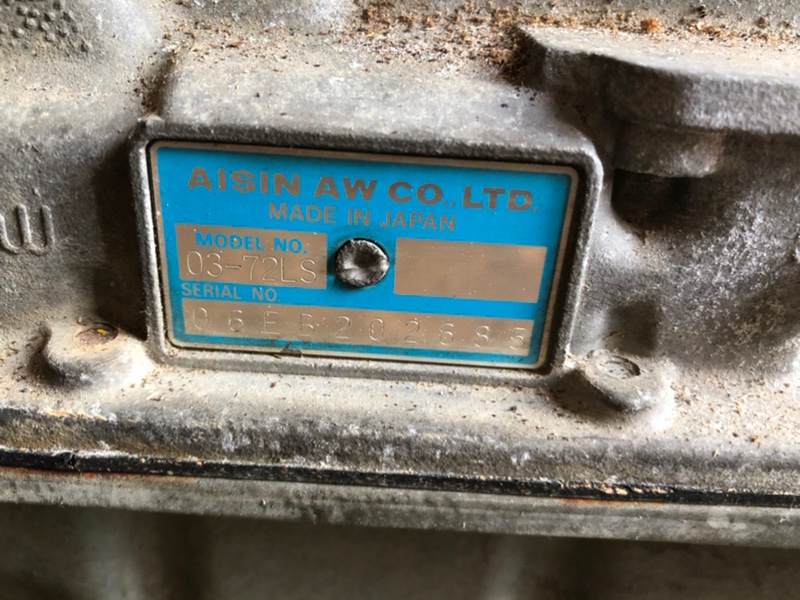 AISIN AW CO., LTD.
MADE IN JAPAN
MODEL NO.
03-72LS
SERIAL NO.
06EB202685